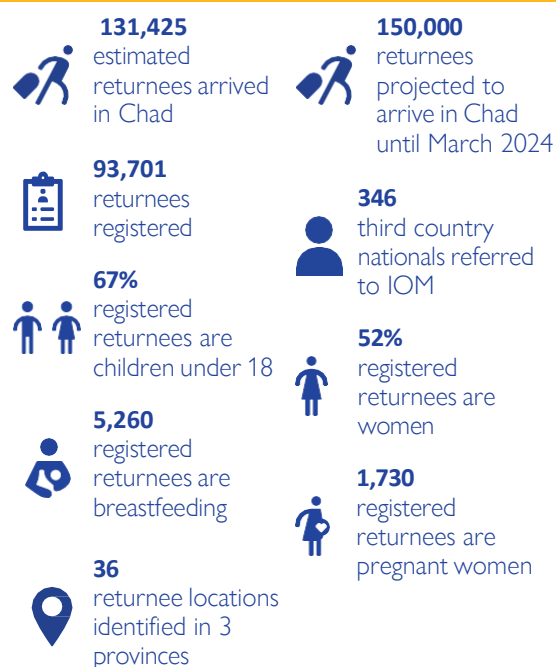 131,425
estimated
returnees arrived
in Chad
150,000
returnees
projected to
arrive in Chad
until March 2024
93,701
returnees
registered
346
third country
nationals referred
to IOM
67%
registered
returnees are
children under 18
52%
registered
returnees are
women
5,260
registered
returnees are
breastfeeding
1,730
registered
returnees are
pregnant women
36
returnee locations
identified in 3
provinces